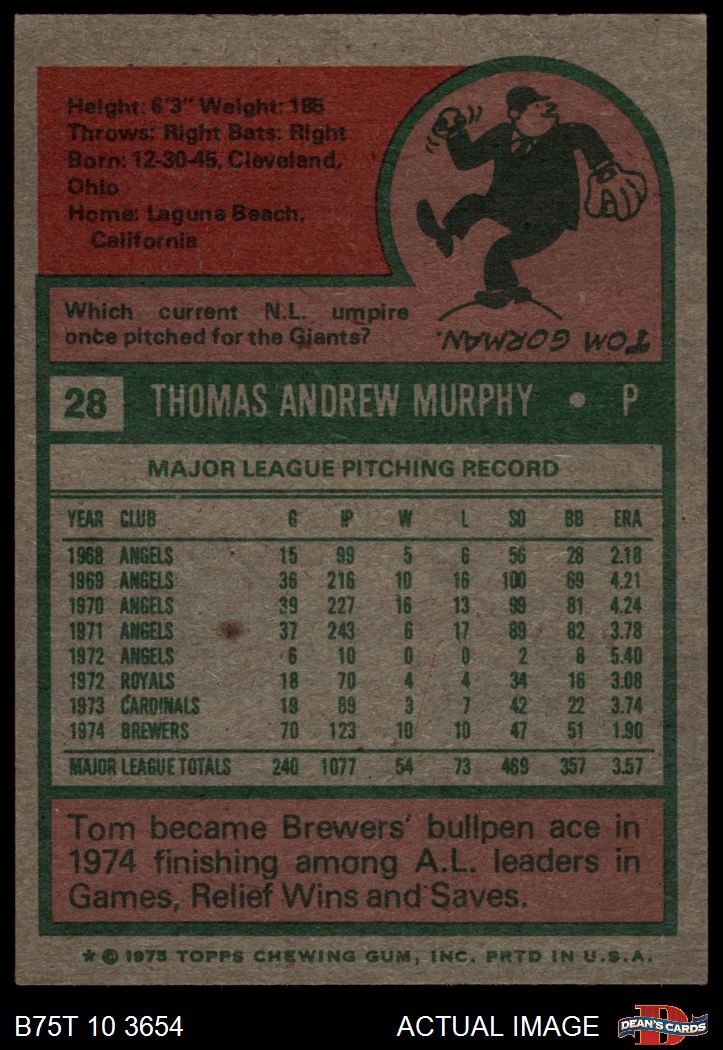 Height: 6'3" Weight: 185
Throws: Right Bats: Right
Born: 12-30-45, Cleveland,
Ohio
Home: Laguna Beach,
California
Which current N.L. umpire
once pitched for the Giants?
TOM GORMAN.
28 THOMAS ANDREW MURPHY • P
MAJOR LEAGUE PITCHING RECORD
YEAR CLUB G IP W L SO BB ERA
1968 ANGELS 15 99 5 6 56 28 2.18
1969 ANGELS 36 216 10 16 100 69 4.21
1970 ANGELS 39 227 16 13 99 81 4.24
1971 ANGELS 37 243 6 17 89 82 3.78
1972 ANGELS 6 10 0 0 2 8 5.40
1972 ROYALS 18 70 4 4 34 16 3.08
1973 CARDINALS 19 89 3 7 42 22 3.74
1974 BREWERS 70 123 10 10 47 51 1.90
MAJOR LEAGUE TOTALS 240 1077 54 73 469 357 3.57
Tom became Brewers' bullpen ace in
1974 finishing among A.L. leaders in
Games, Relief Wins and Saves.
* © 1975 TOPPS CHEWING GUM, INC. PRTD IN U.S.A.
B75T 10 3654 ACTUAL IMAGE D DEAN'S CARDS